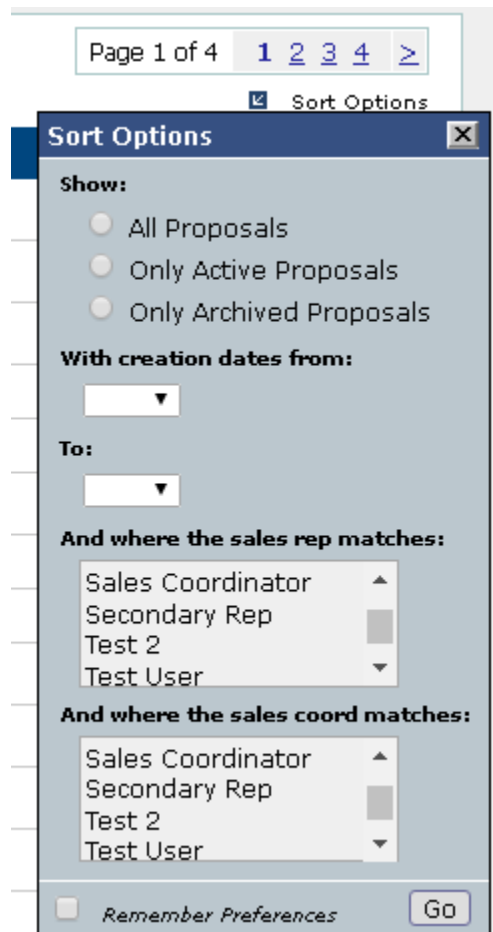 Page 1 of 4 1 2 3 4 >
Sort Options
Sort Options
Show:
All Proposals
Only Active Proposals
Only Archived Proposals
With creation dates from:
To:
And where the sales rep matches:
Sales Coordinator
Secondary Rep
Test 2
Test User
And where the sales coord matches:
Sales Coordinator
Secondary Rep
Test 2
Test User
Remember Preferences Go